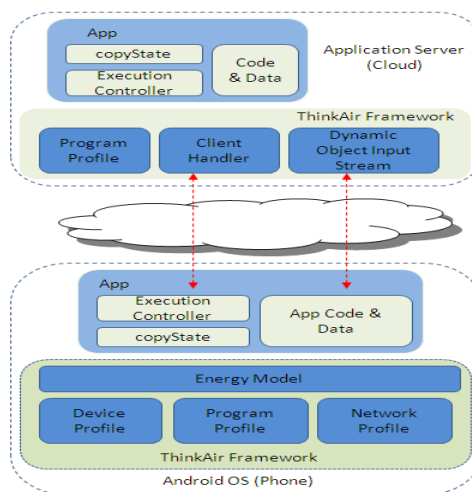 App
copyState
Execution
Controller
Code
& Data
Application Server
(Cloud)
ThinkAir Framework
Program
Profile
Client
Handler
Dynamic
Object Input
Stream
App
Execution
Controller
copyState
App Code &
Data
Energy Model
Device
Profile
Program
Profile
Network
Profile
ThinkAir Framework
Android OS (Phone)